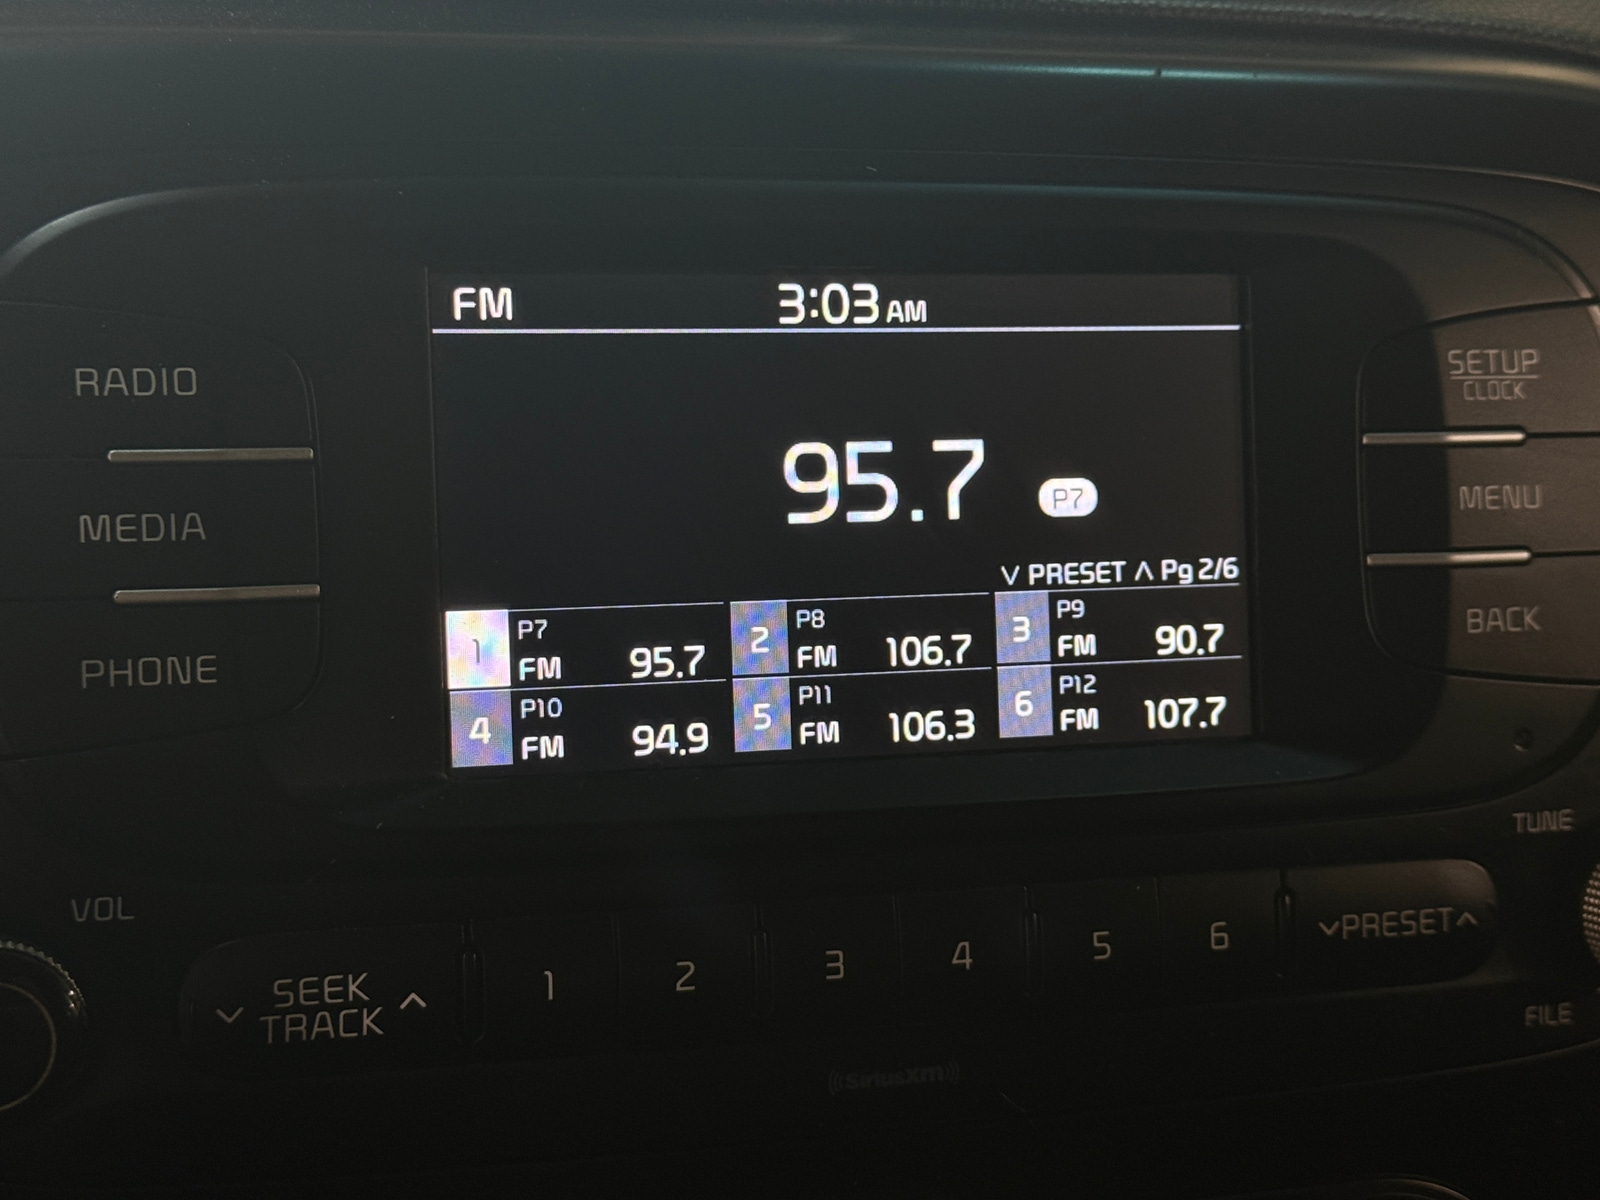 FM 3:03 AM
RADIO
SETUP
CLOCK
95.7 P7
MENU
MEDIA
∨ PRESET ∧ Pg 2/6
BACK
1 P7 FM 95.7
2 P8 FM 106.7
3 P9 FM 90.7
PHONE
4 P10 FM 94.9
5 P11 FM 106.3
6 P12 FM 107.7
TUNE
VOL
∨ SEEK ∧
TRACK
1 2 3 4 5 6 ∨PRESET∧
FILE
((SiriusXM))